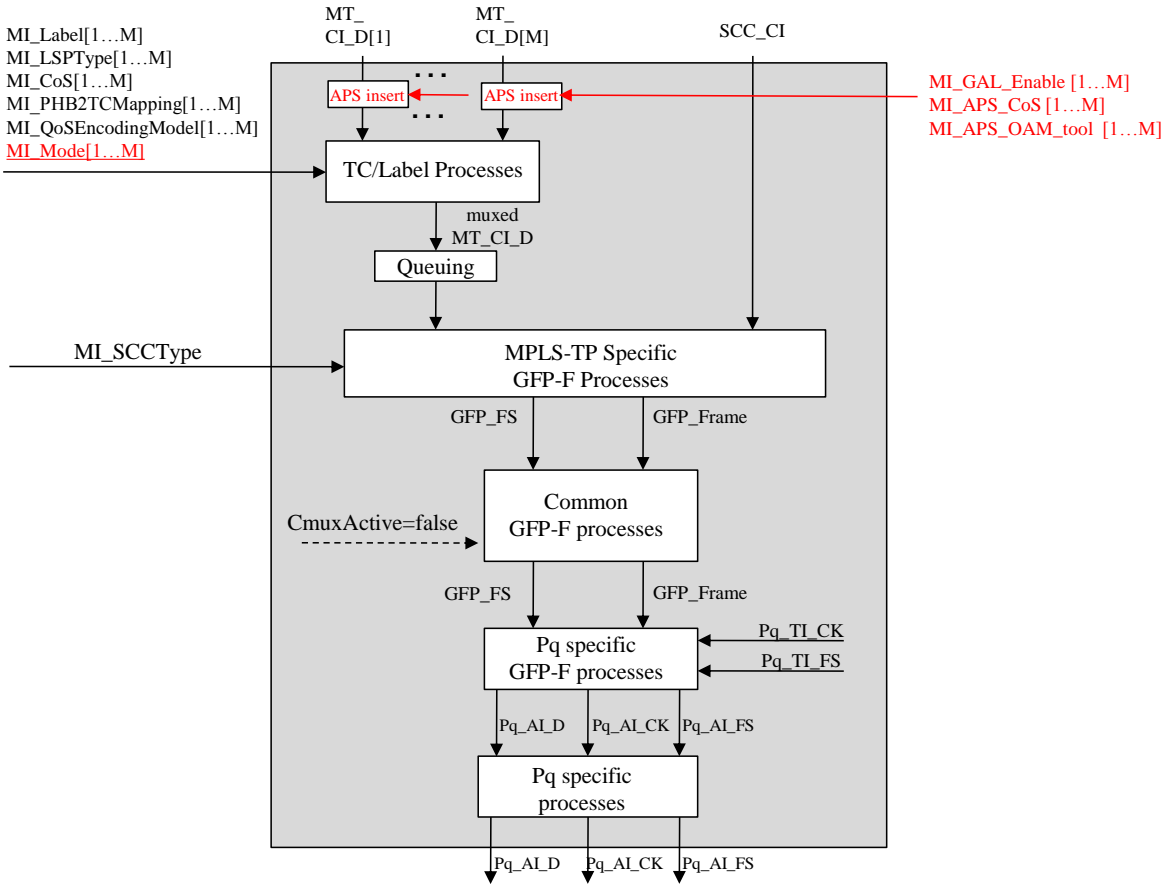 MT_
CI_D[1]
MT_
CI_D[M]
SCC_CI
MI_Label[1…M]
MI_LSPType[1…M]
MI_CoS[1…M]
MI_PHB2TCMapping[1…M]
MI_QoSEncodingModel[1…M]
MI_Mode[1…M]
...
APS insert
APS insert
...
MI_GAL_Enable [1…M]
MI_APS_CoS [1…M]
MI_APS_OAM_tool [1…M]
TC/Label Processes
muxed
MT_CI_D
Queuing
MI_SCCType
MPLS-TP Specific
GFP-F Processes
GFP_FS
GFP_Frame
Common
GFP-F processes
CmuxActive=false
GFP_FS
GFP_Frame
Pq specific
GFP-F processes
Pq_TI_CK
Pq_TI_FS
Pq_AI_D
Pq_AI_CK
Pq_AI_FS
Pq specific
processes
Pq_AI_D
Pq_AI_CK
Pq_AI_FS